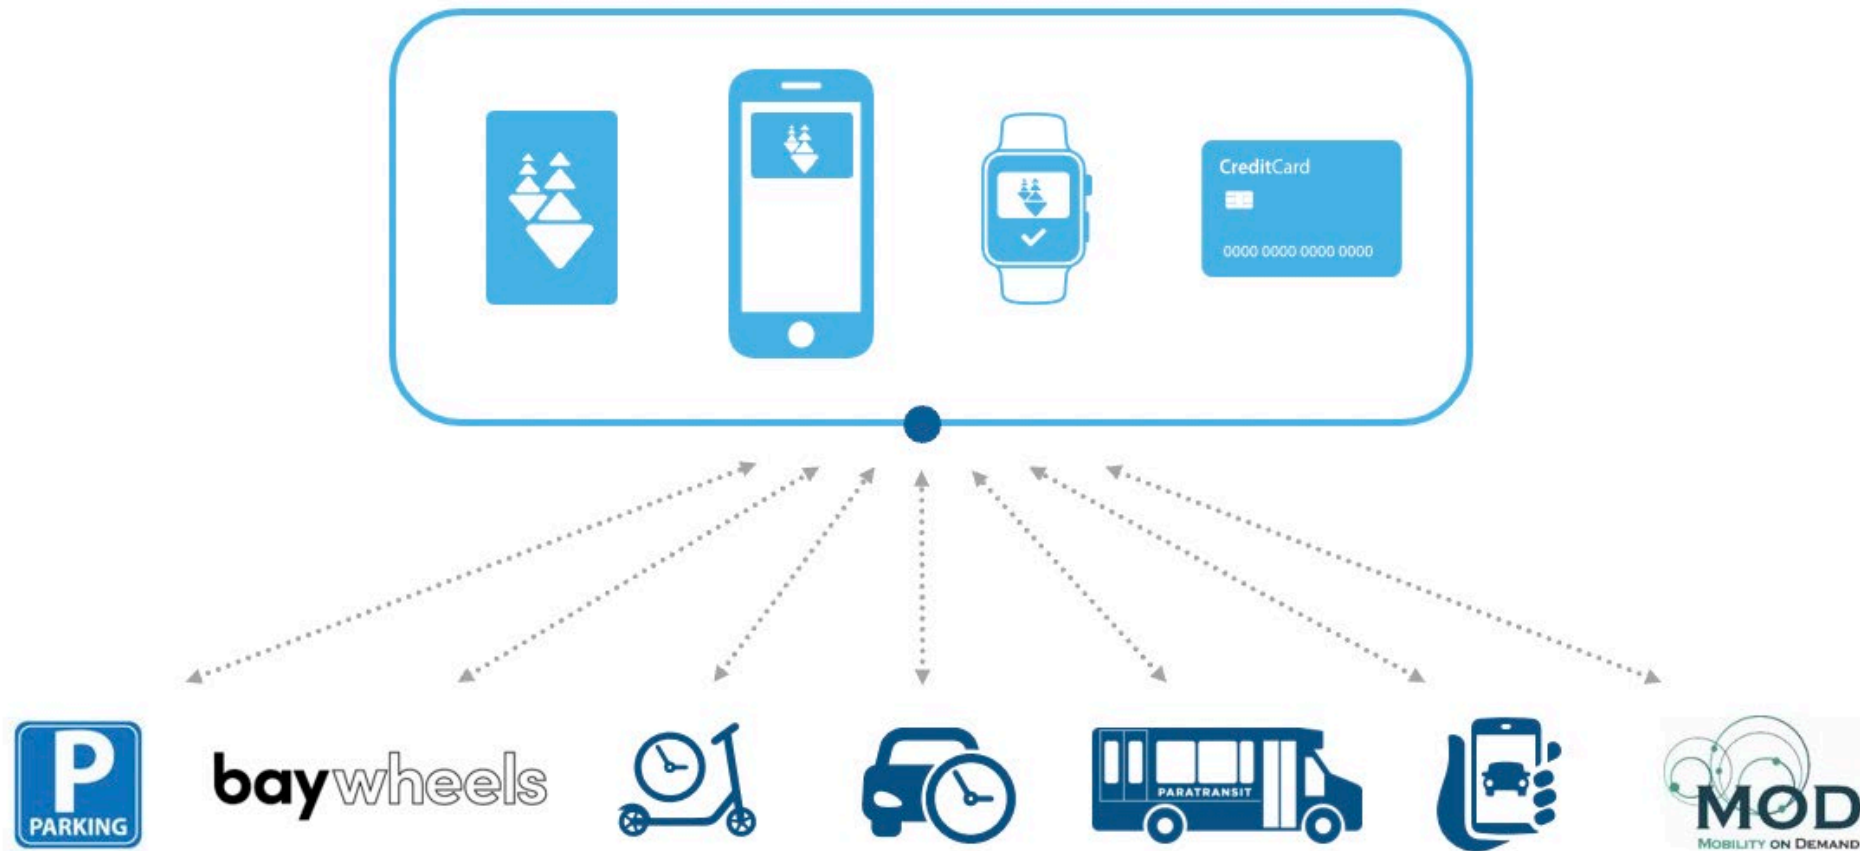 CreditCard
0000 0000 0000 0000
P
PARKING
baywheels
PARATRANSIT
MOD
MOBILITY ON DEMAND